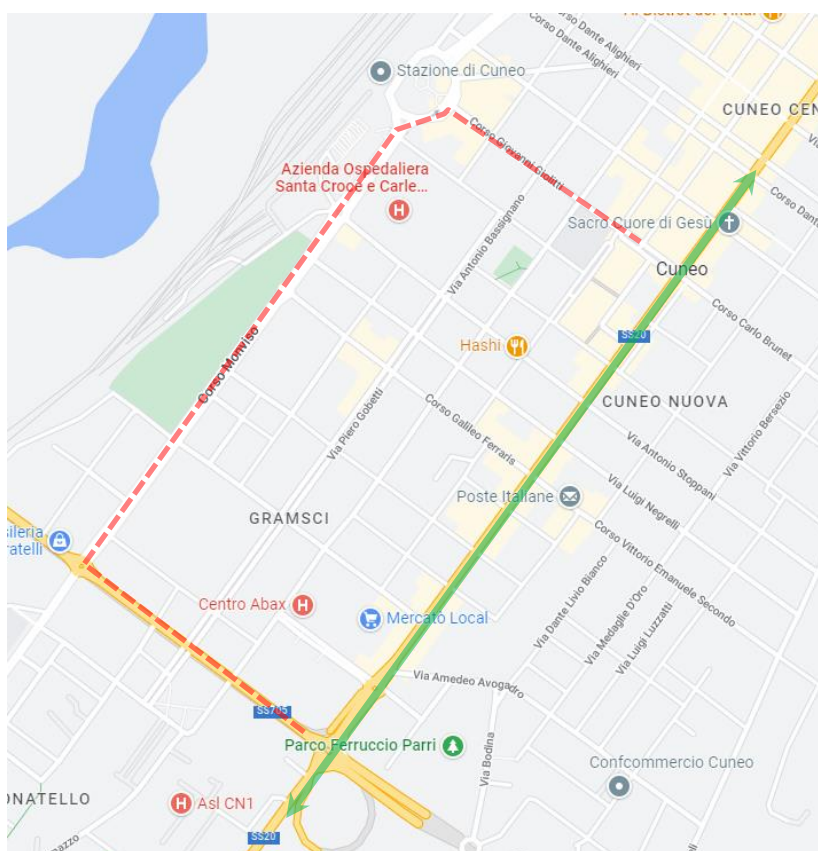 Al Bistrot dei Vinai
Corso Dante Alighieri
Corso Dante Alighieri
Stazione di Cuneo
CUNEO CEN
Corso Giovanni Giolitti
Azienda Ospedaliera
Santa Croce e Carle...
Via Antonio Bassignano
Corso Dante
Sacro Cuore di Gesù
Cuneo
Corso Carlo Brunet
SS20
Hashi
Corso Monviso
CUNEO NUOVA
Via Piero Gobetti
Corso Galileo Ferraris
Via Vittorio Bersezio
Via Antonio Stoppani
Via Luigi Negrelli
Poste Italiane
GRAMSCI
sileria
ratelli
Corso Vittorio Emanuele Secondo
Via Dante Livio Bianco
Via Medaglie D'Oro
Via Luigi Luzzatti
Centro Abax
Mercato Local
Via Amedeo Avogadro
SS705
Parco Ferruccio Parri
Via Bodina
Confcommercio Cuneo
ONATELLO
Asl CN1
SS20